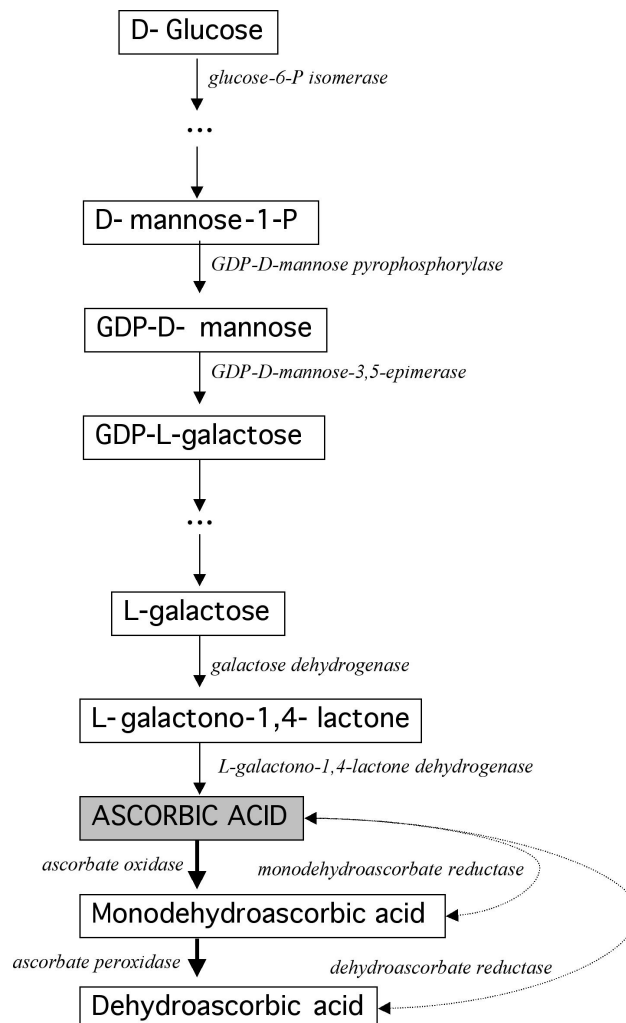 D- Glucose
glucose-6-P isomerase
...
D- mannose-1-P
GDP-D-mannose pyrophosphorylase
GDP-D- mannose
GDP-D-mannose-3,5-epimerase
GDP-L-galactose
...
L-galactose
galactose dehydrogenase
L-galactono-1,4- lactone
L-galactono-1,4-lactone dehydrogenase
ASCORBIC ACID
ascorbate oxidase
monodehydroascorbate reductase
Monodehydroascorbic acid
ascorbate peroxidase
dehydroascorbate reductase
Dehydroascorbic acid